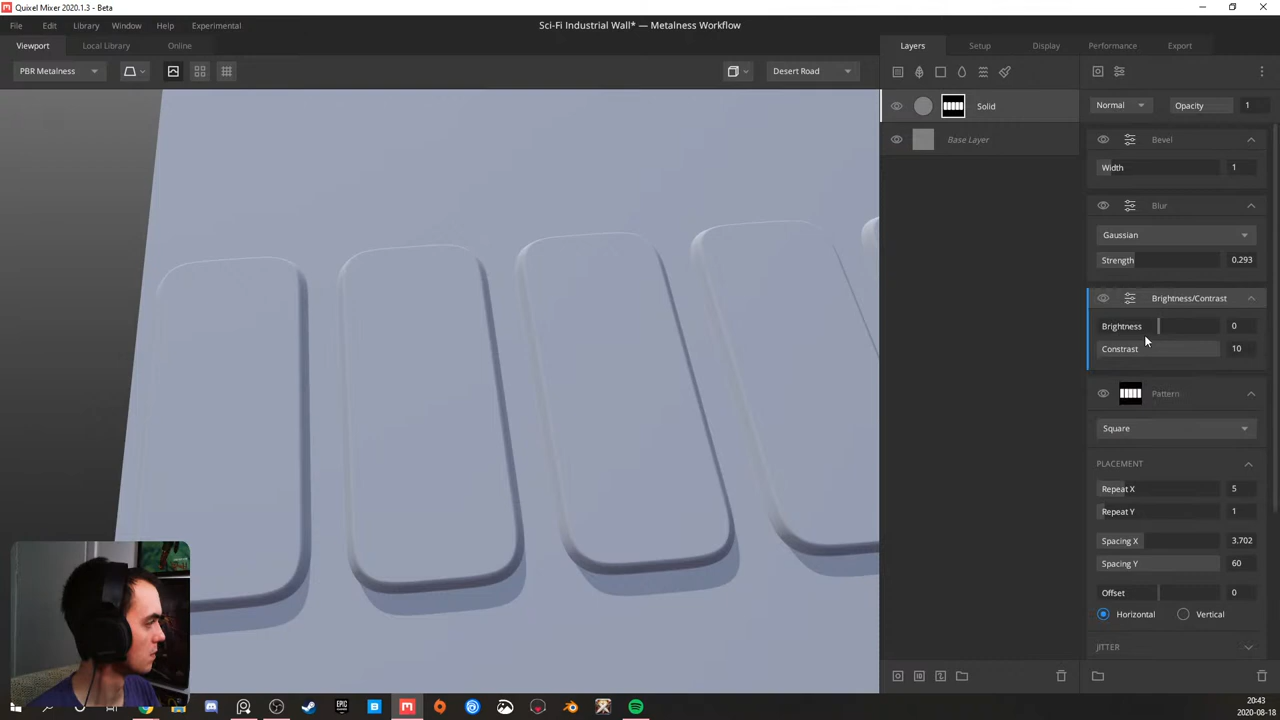 Quixel Mixer 2020.1.3 - Beta
File Edit Library Window Help Experimental
Sci-Fi Industrial Wall* — Metalness Workflow
Viewport Local Library Online
Layers Setup Display Performance Export
PBR Metalness
Desert Road
Solid
Base Layer
Normal Opacity 1
Bevel
Width 1
Blur
Gaussian
Strength 0.293
Brightness/Contrast
Brightness 0
Constrast 10
Pattern
Square
PLACEMENT
Repeat X 5
Repeat Y 1
Spacing X 3.702
Spacing Y 60
Offset 0
Horizontal Vertical
JITTER
EPIC
20:43
2020-08-18